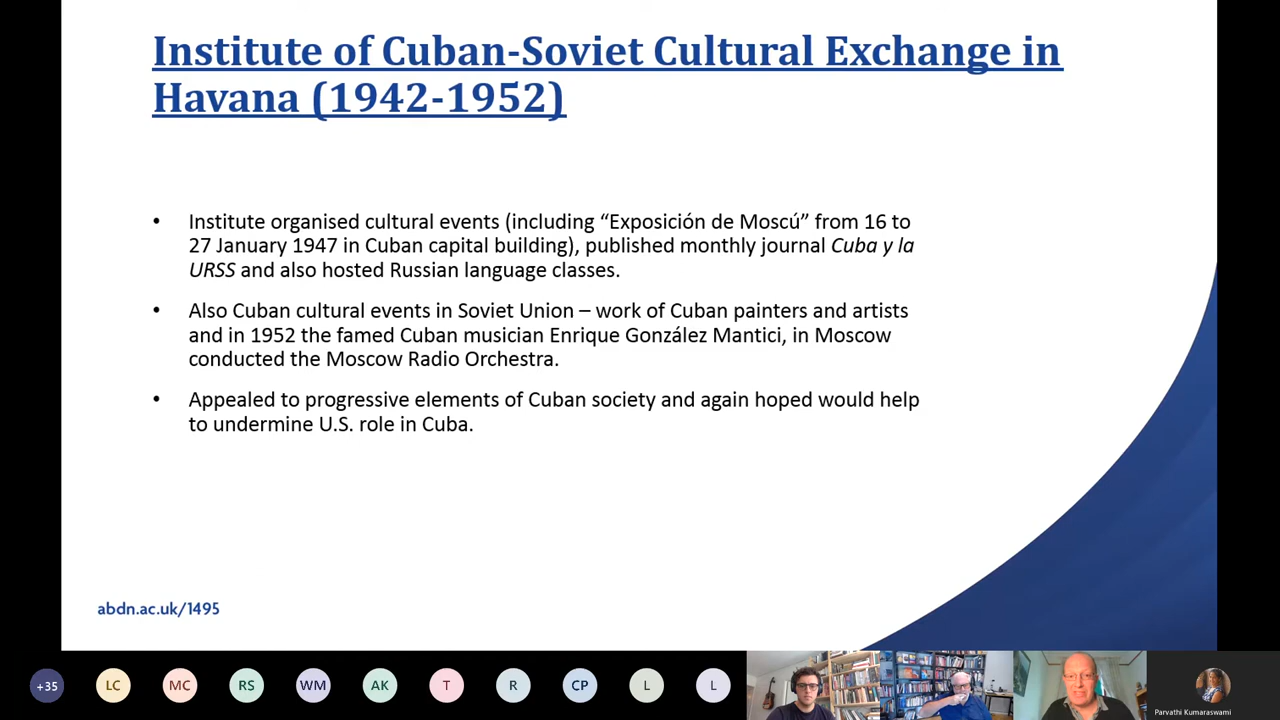 Institute of Cuban-Soviet Cultural Exchange in
Havana (1942-1952)
• Institute organised cultural events (including “Exposición de Moscú” from 16 to
27 January 1947 in Cuban capital building), published monthly journal Cuba y la
URSS and also hosted Russian language classes.
• Also Cuban cultural events in Soviet Union – work of Cuban painters and artists
and in 1952 the famed Cuban musician Enrique González Mantici, in Moscow
conducted the Moscow Radio Orchestra.
• Appealed to progressive elements of Cuban society and again hoped would help
to undermine U.S. role in Cuba.
abdn.ac.uk/1495
+35 LC MC RS WM AK T R CP L L
Parvathi Kumaraswami